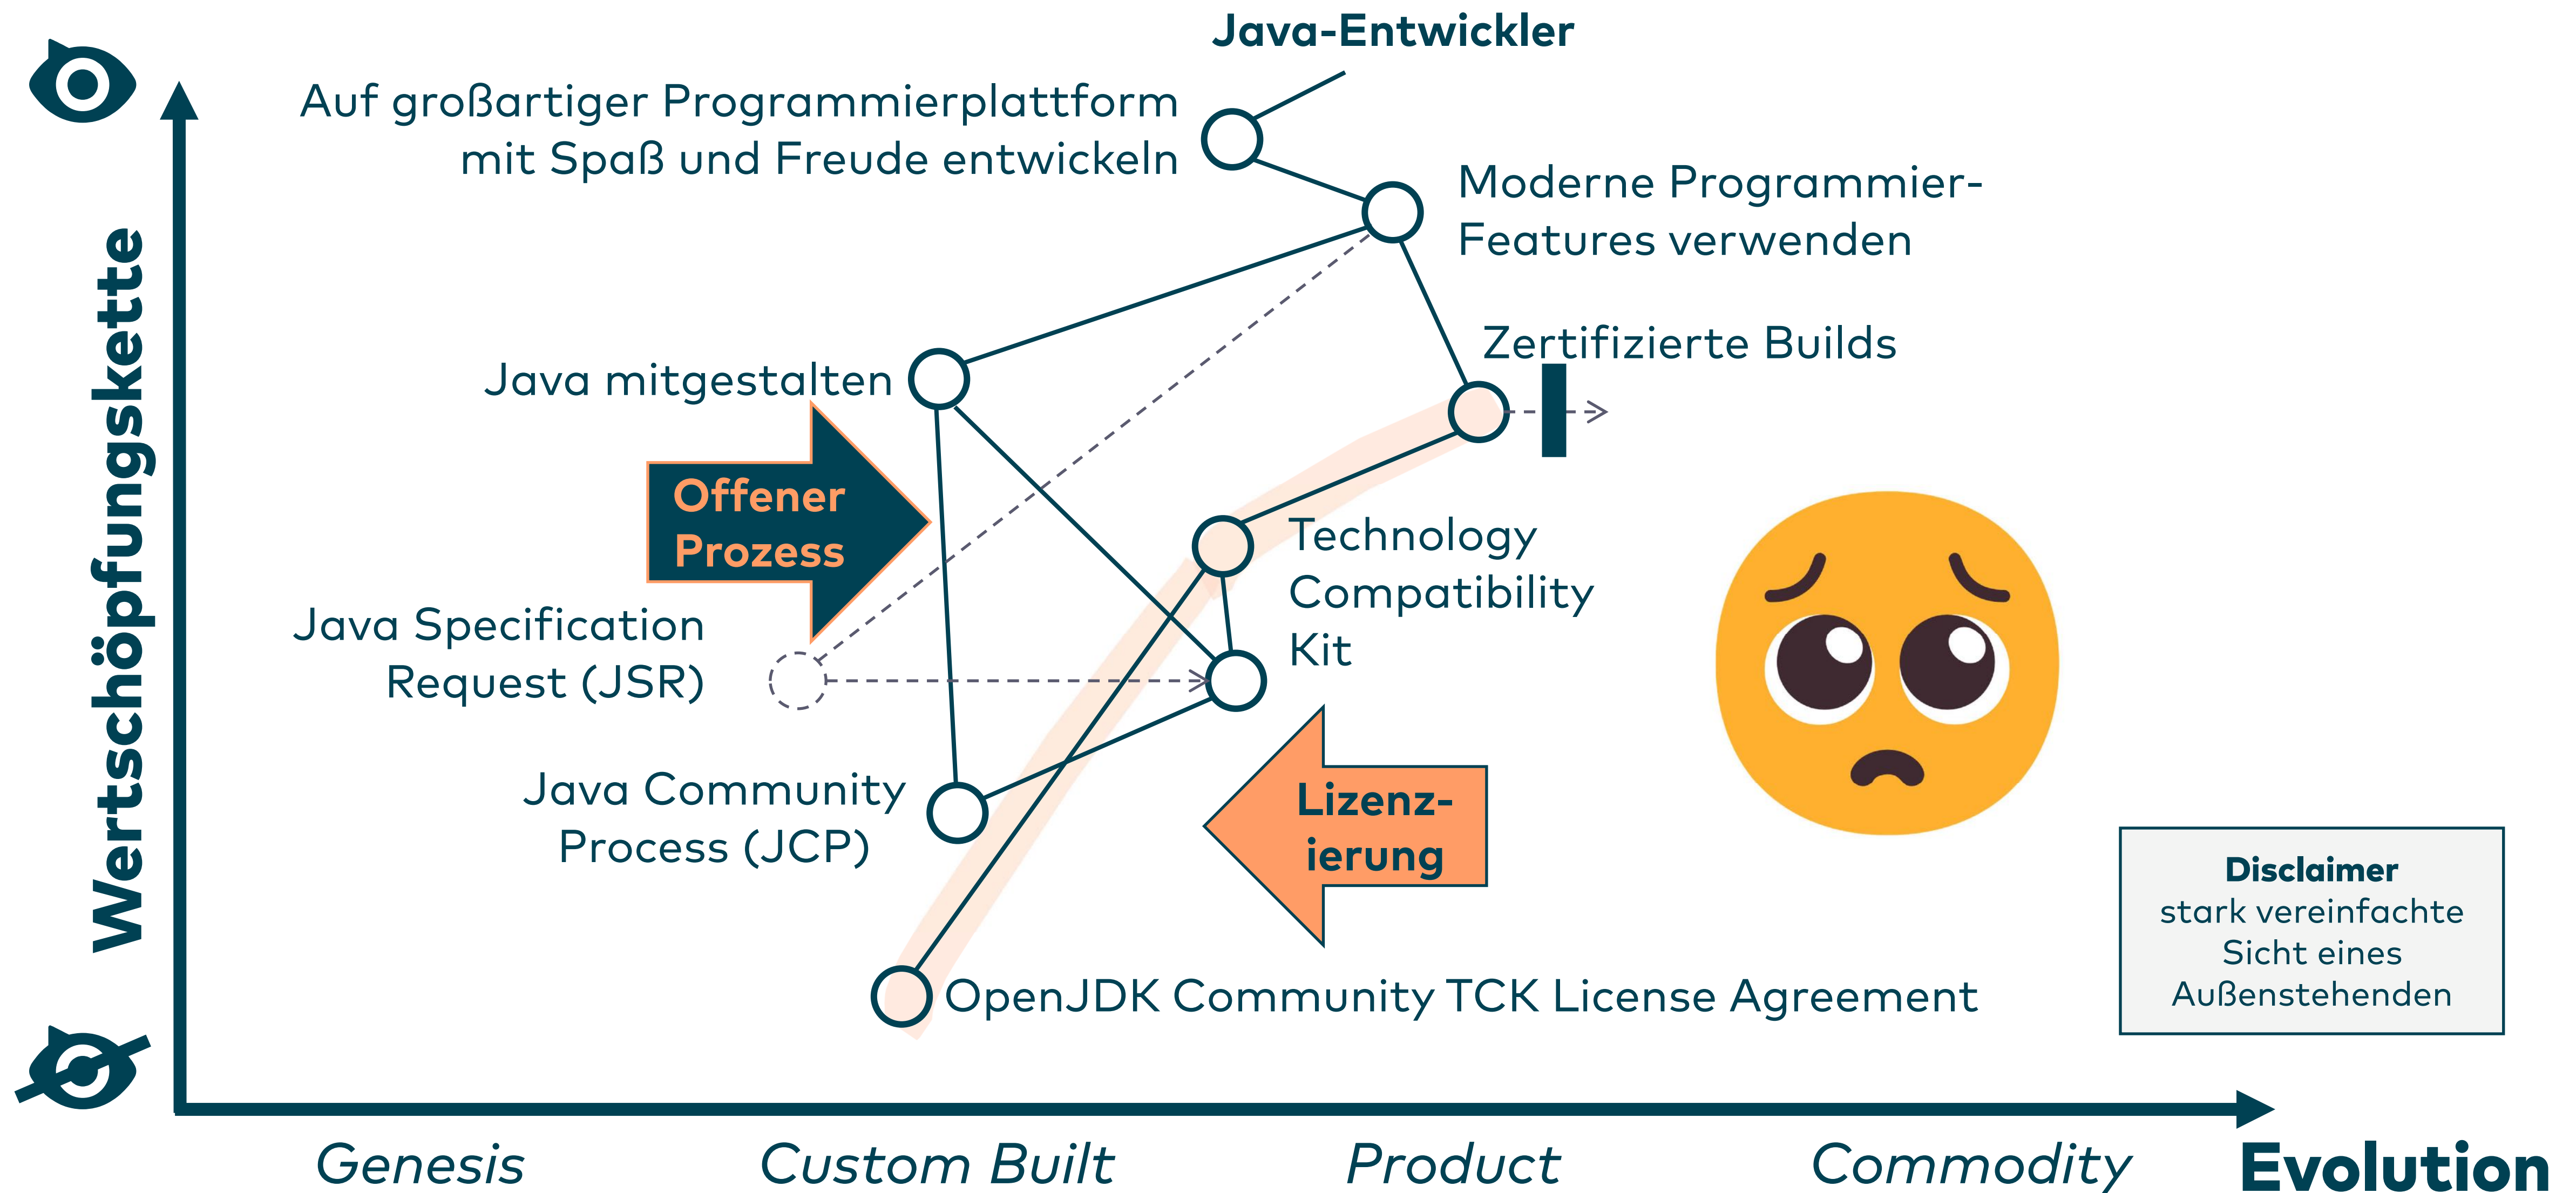 Java-Entwickler
Auf großartiger Programmierplattform
mit Spaß und Freude entwickeln
Moderne Programmier-
Features verwenden
Zertifizierte Builds
Java mitgestalten
Offener
Prozess
Technology
Compatibility
Kit
Java Specification
Request (JSR)
Java Community
Process (JCP)
Lizenz-
ierung
OpenJDK Community TCK License Agreement
Disclaimer
stark vereinfachte
Sicht eines
Außenstehenden
Wertschöpfungskette
Genesis
Custom Built
Product
Commodity
Evolution